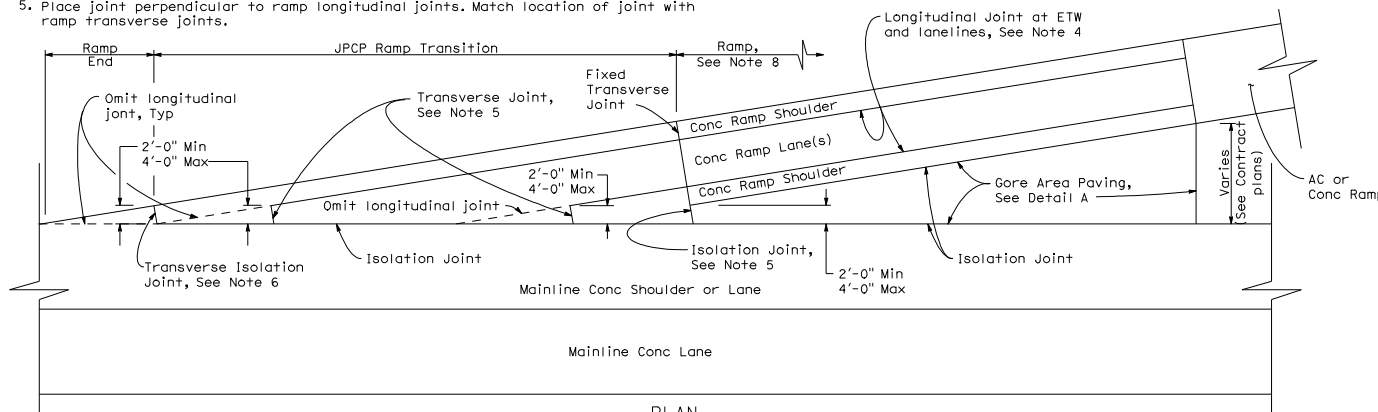 5. Place joint perpendicular to ramp longitudinal joints. Match location of joint with
ramp transverse joints.
Ramp
End
JPCP Ramp Transition
Ramp,
See Note 8
Longitudinal Joint at ETW
and lanelines, See Note 4
Omit longitudinal
jont, Typ
Transverse Joint,
See Note 5
Fixed
Transverse
Joint
Conc Ramp Shoulder
Conc Ramp Lane(s)
Conc Ramp Shoulder
2'-0" Min
4'-0" Max
2'-0" Min
4'-0" Max
Omit longitudinal joint
Gore Area Paving,
See Detail A
Varies
(See Contract
plans)
AC or
Conc Ramp
Transverse Isolation
Joint, See Note 6
Isolation Joint
Isolation Joint,
See Note 5
Isolation Joint
2'-0" Min
4'-0" Max
Mainline Conc Shoulder or Lane
Mainline Conc Lane
PLAN